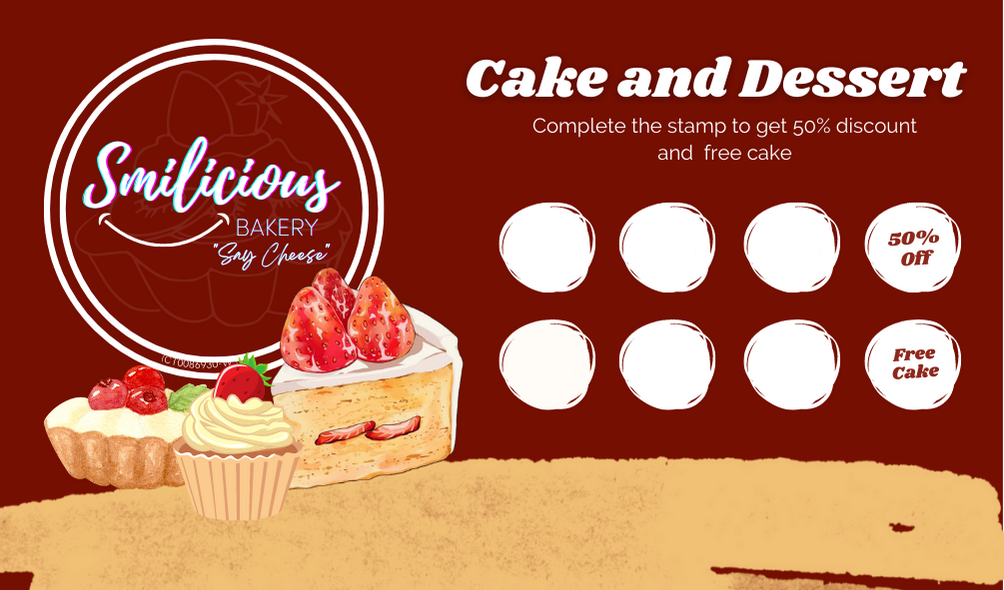 Smilicious
BAKERY
"Say Cheese"
Cake and Dessert
Complete the stamp to get 50% discount
and free cake
50%
Off
Free
Cake